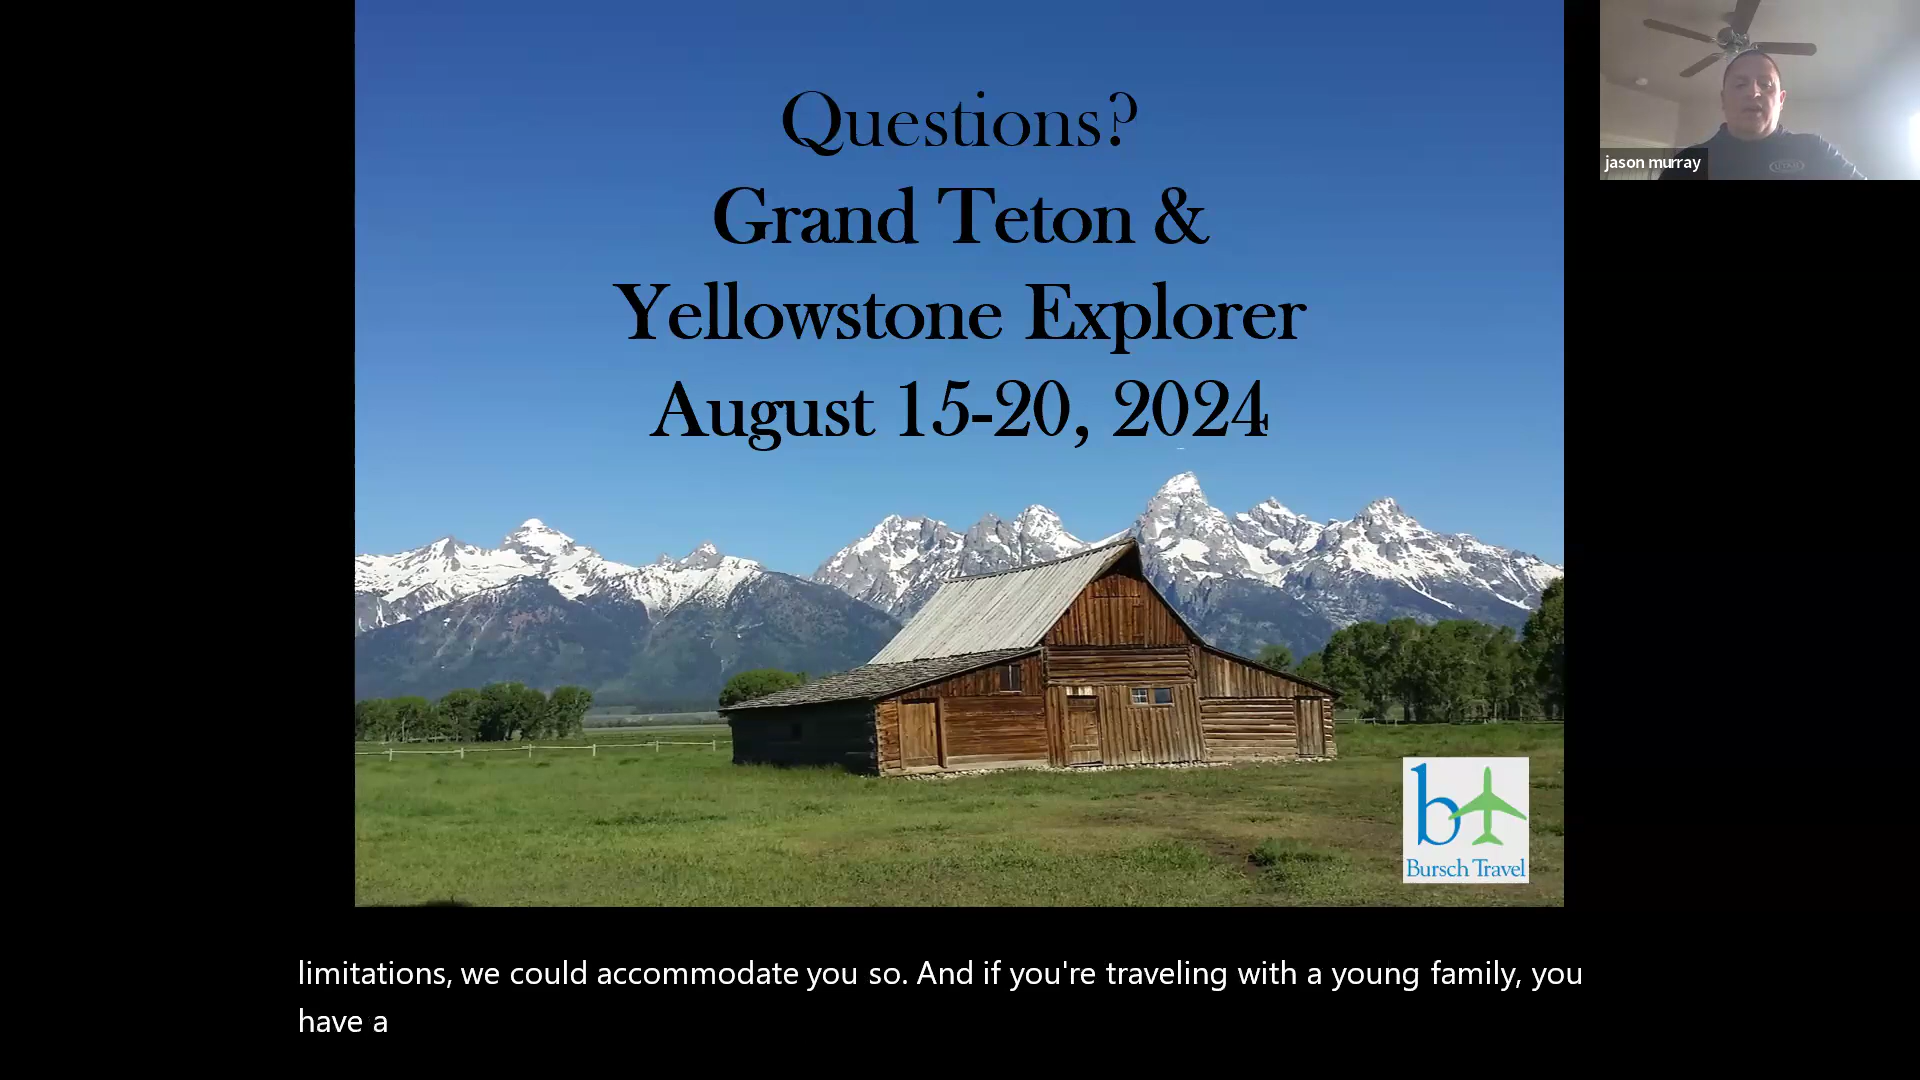 Questions?
Grand Teton &
Yellowstone Explorer
August 15-20, 2024
jason murray
b
Bursch Travel
limitations, we could accommodate you so. And if you're traveling with a young family, you
have a